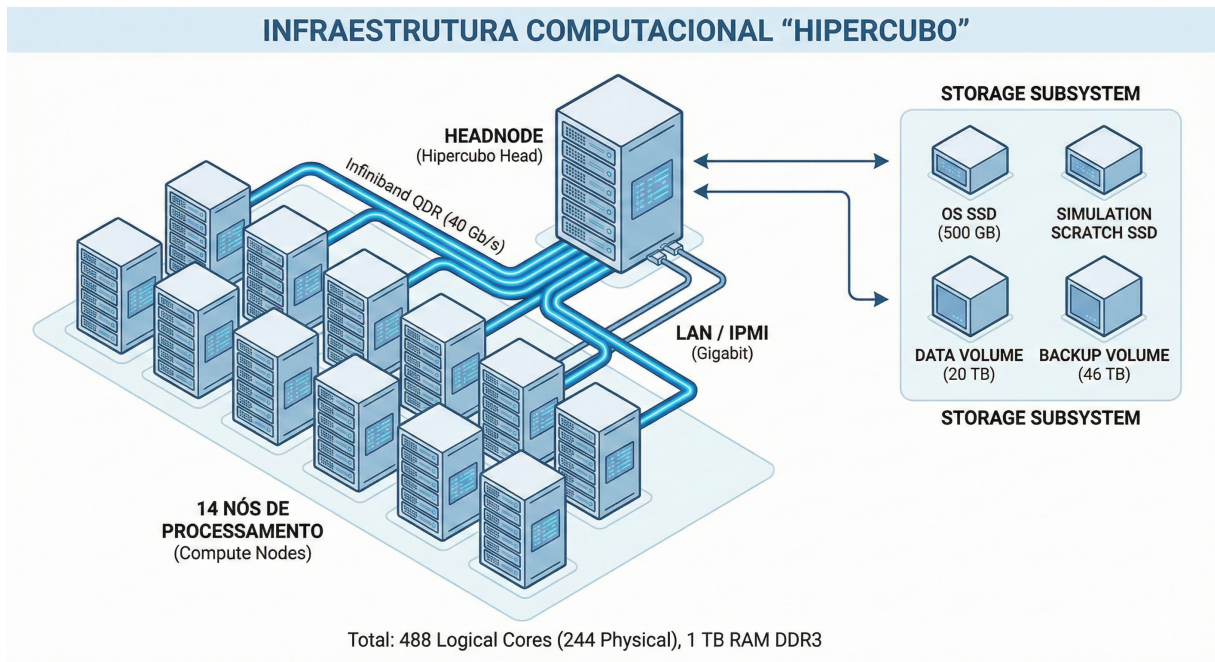 INFRAESTRUTURA COMPUTACIONAL “HIPERCUBO”
HEADNODE
(Hipercubo Head)
Infiniband QDR (40 Gb/s)
LAN / IPMI
(Gigabit)
14 NÓS DE
PROCESSAMENTO
(Compute Nodes)
STORAGE SUBSYSTEM
OS SSD
(500 GB)
SIMULATION
SCRATCH SSD
DATA VOLUME
(20 TB)
BACKUP VOLUME
(46 TB)
STORAGE SUBSYSTEM
Total: 488 Logical Cores (244 Physical), 1 TB RAM DDR3